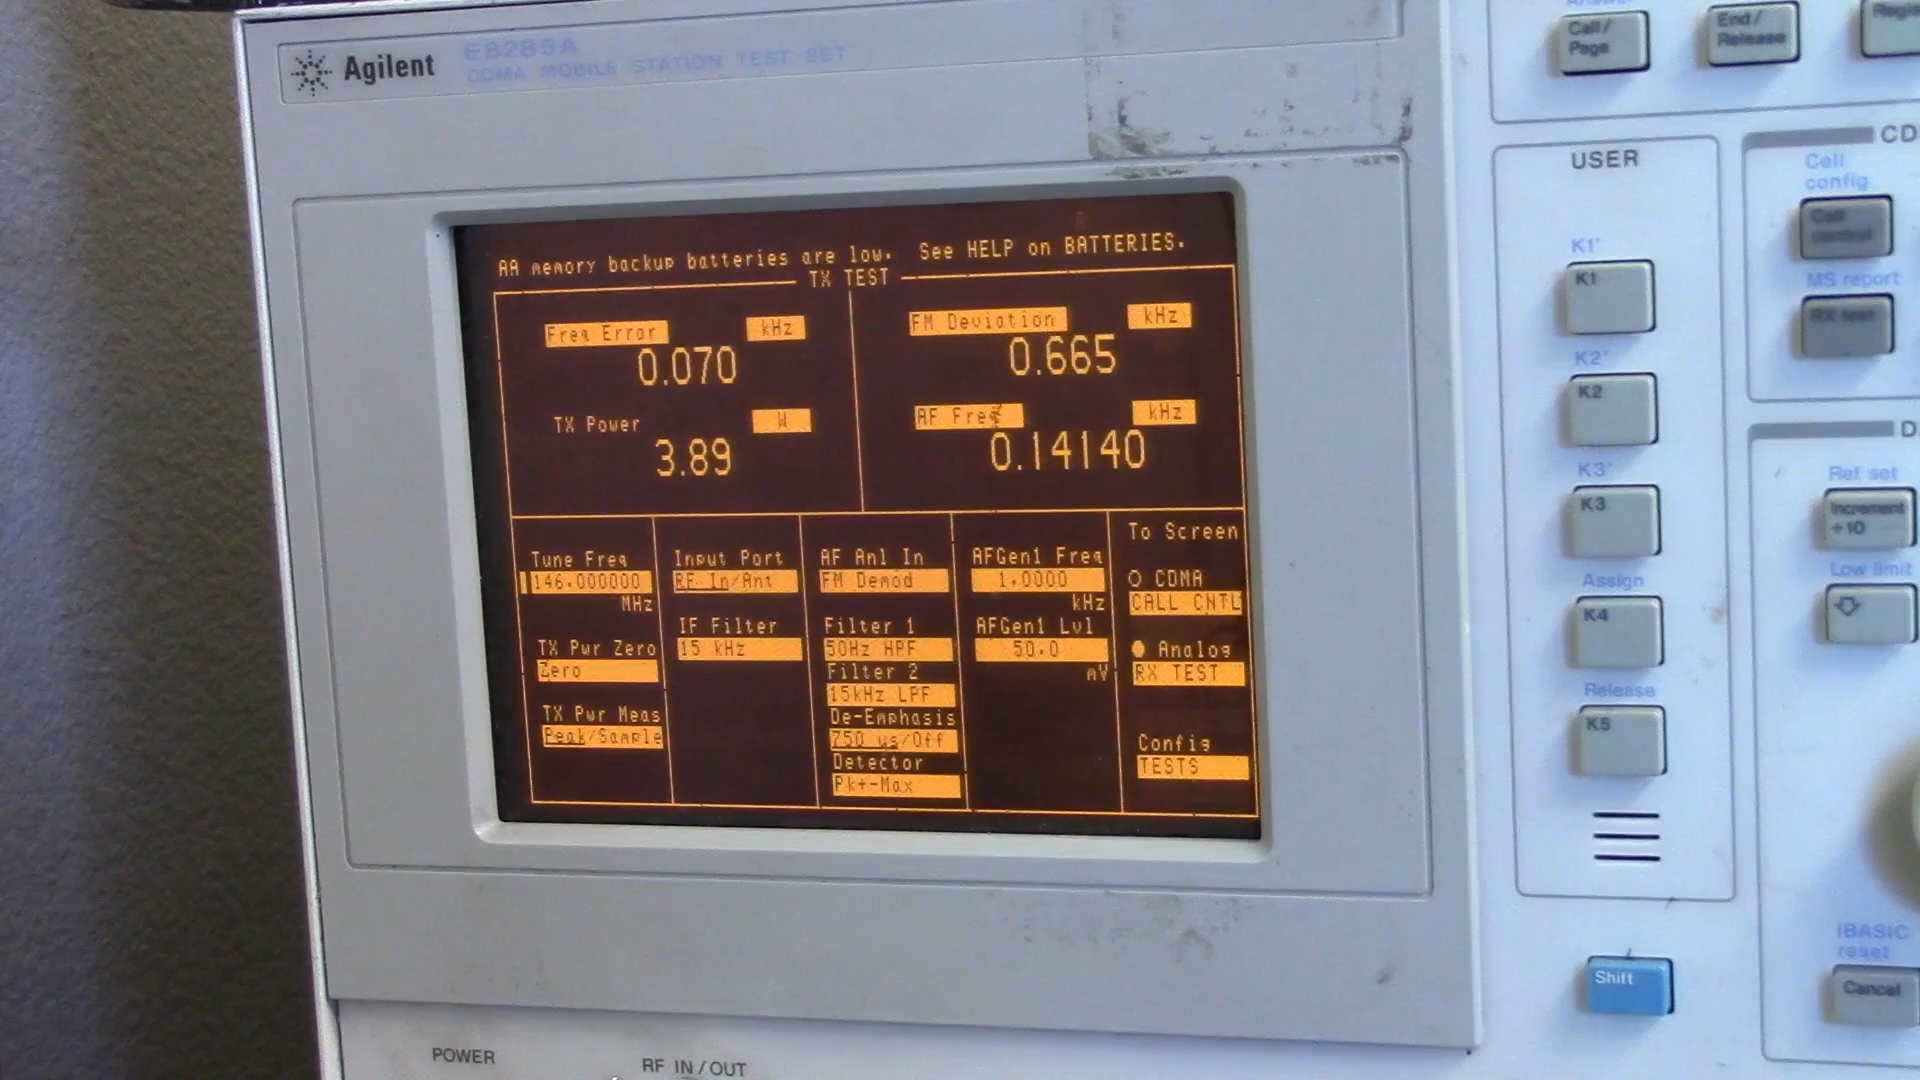 Agilent E8285A
CDMA MOBILE STATION TEST SET
AA memory backup batteries are low. See HELP on BATTERIES.
TX TEST
Freq Error kHz
0.070
FM Deviation kHz
0.665
TX Power W
3.89
AF Freq kHz
0.14140
Tune Freq
146.000000
MHz
TX Pwr Zero
Zero
TX Pwr Meas
Peak/Sample
Input Port
RF In/Ant
IF Filter
15 kHz
AF Anl In
FM Demod
Filter 1
50Hz HPF
Filter 2
15kHz LPF
De-Emphasis
750 us/Off
Detector
Pk+-Max
AFGen1 Freq
1.0000
kHz
AFGen1 Lvl
50.0
mV
To Screen
CDMA
CALL CNTL
Analog
RX TEST
Config
TESTS
POWER
RF IN/OUT
Call/
Page
End/
Release
USER
K1'
K1
K2'
K2
K3'
K3
Assign
K4
Release
K5
Shift
CD
Cell
config
Call
control
MS report
RX test
D
Ref set
Increment
÷10
Low limit
IBASIC
reset
Cancel